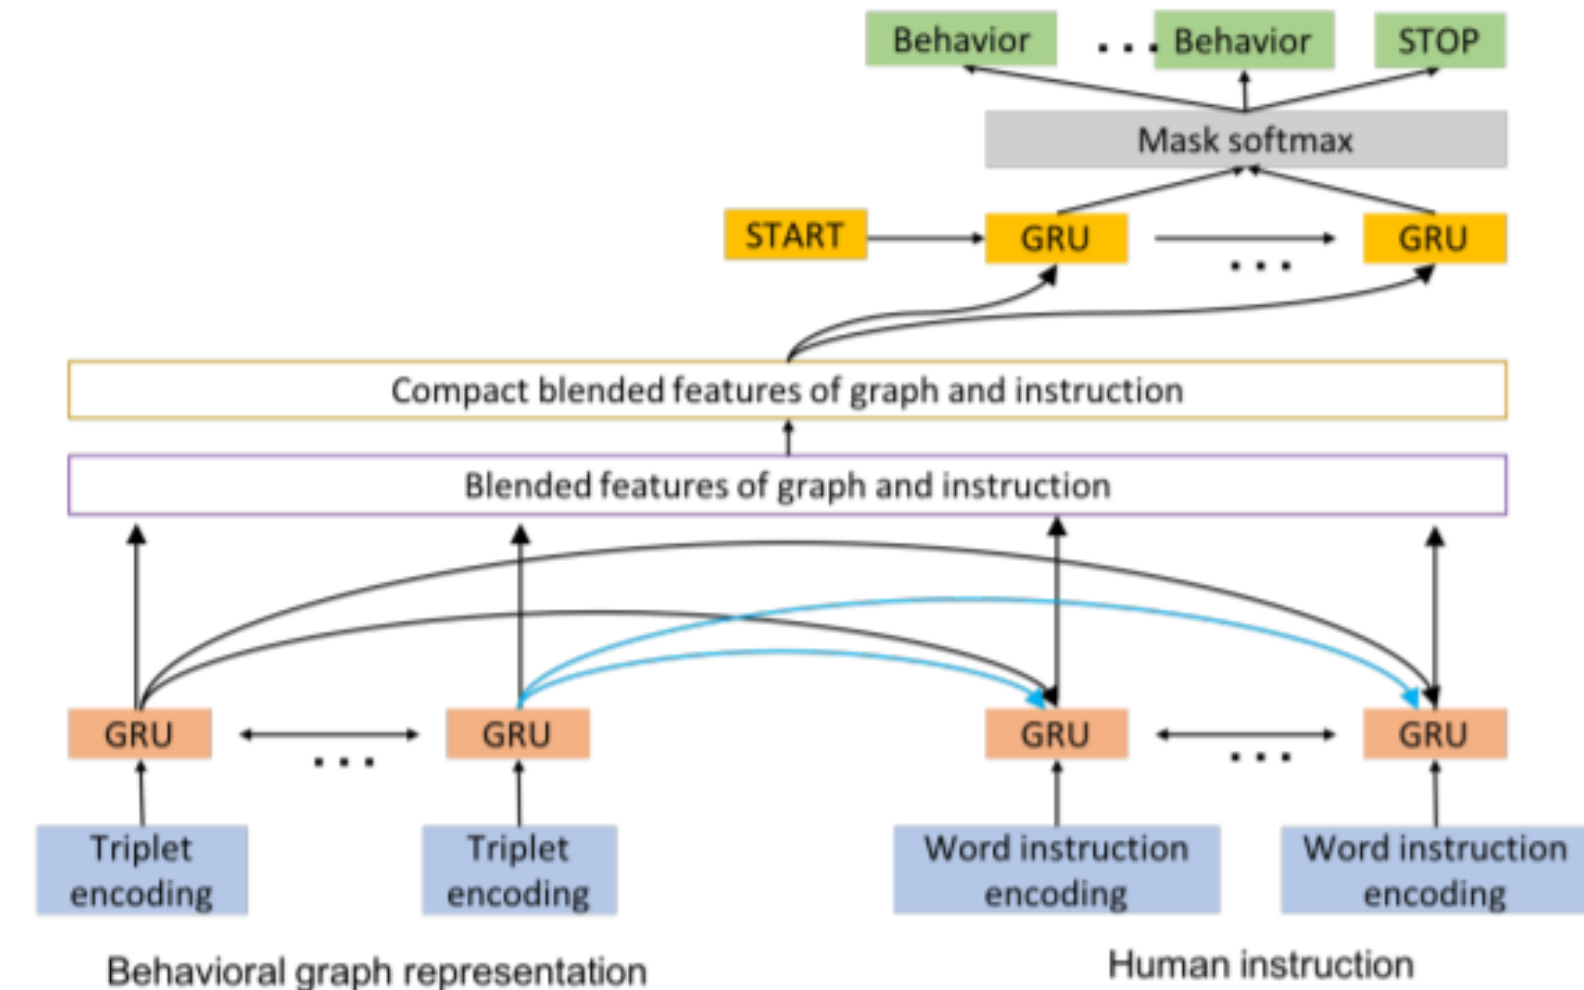 Behavior ... Behavior STOP
Mask softmax
START GRU ... GRU
Compact blended features of graph and instruction
Blended features of graph and instruction
GRU ... GRU GRU ... GRU
Triplet encoding
Triplet encoding
Word instruction encoding
Word instruction encoding
Behavioral graph representation
Human instruction